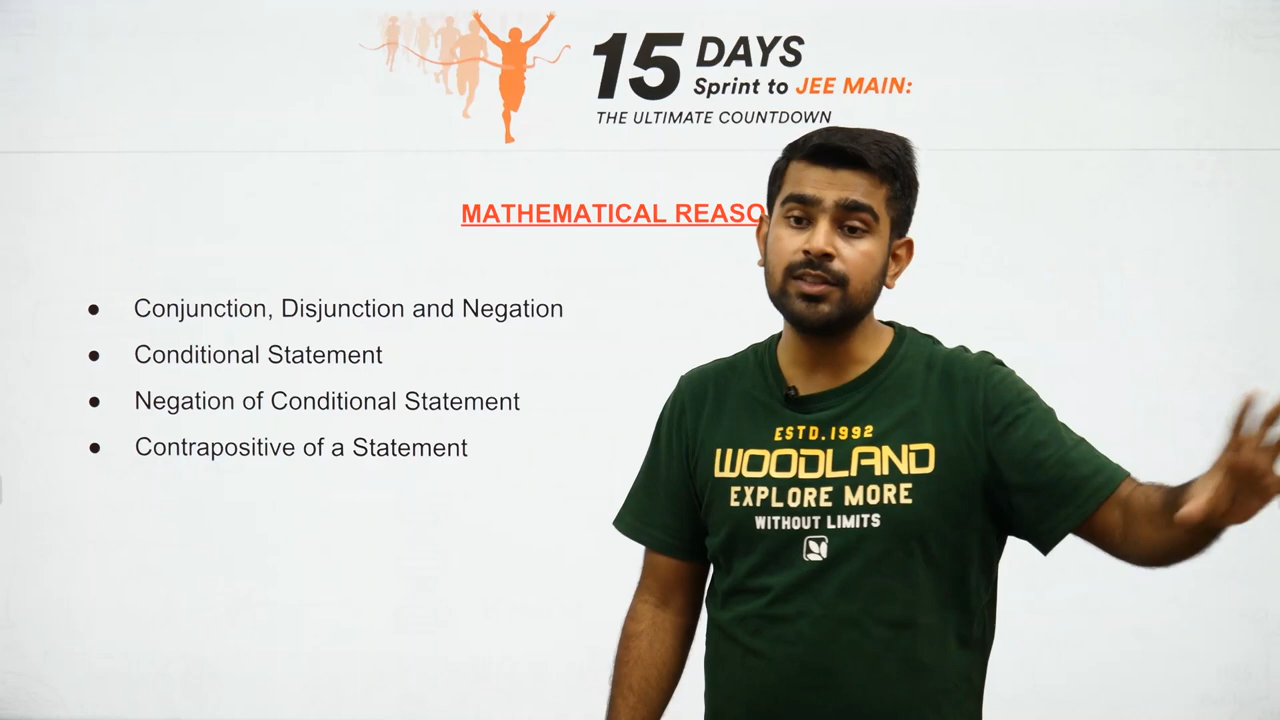 15 DAYS
Sprint to JEE MAIN:
THE ULTIMATE COUNTDOWN
MATHEMATICAL REASO
● Conjunction, Disjunction and Negation
● Conditional Statement
● Negation of Conditional Statement
● Contrapositive of a Statement
ESTD.1992
WOODLAND
EXPLORE MORE
WITHOUT LIMITS